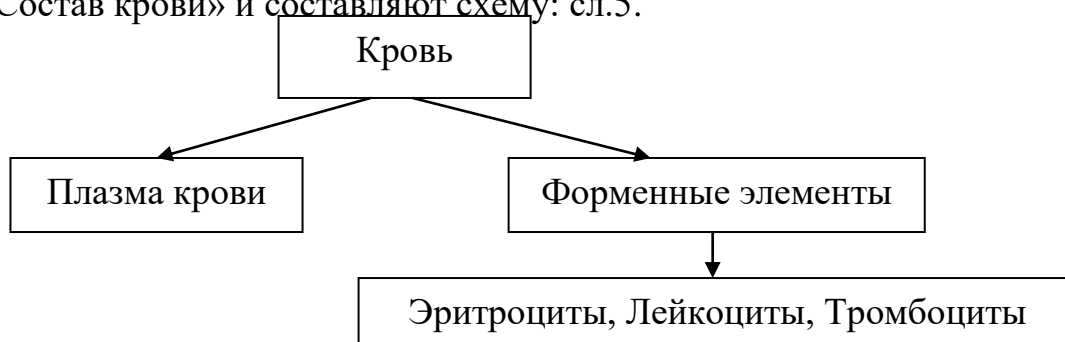 Состав крови» и составляют схему: сл.5.
Кровь
Плазма крови
Форменные элементы
Эритроциты, Лейкоциты, Тромбоциты